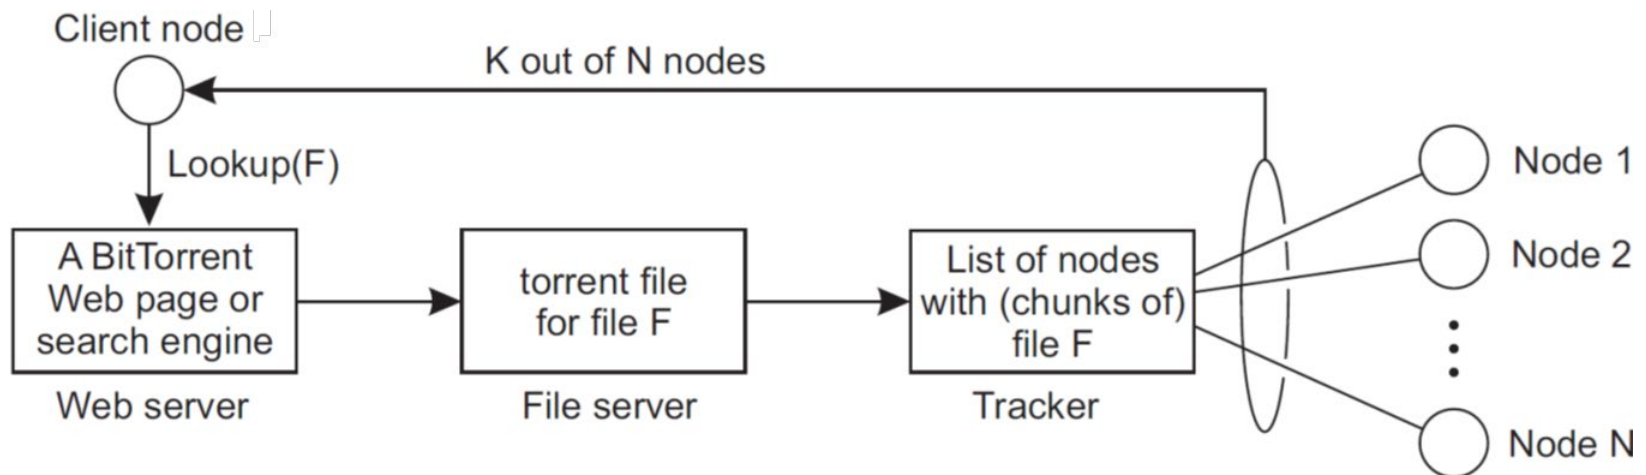 Client node
K out of N nodes
Lookup(F)
A BitTorrent
Web page or
search engine
Web server
torrent file
for file F
File server
List of nodes
with (chunks of)
file F
Tracker
Node 1
Node 2
Node N